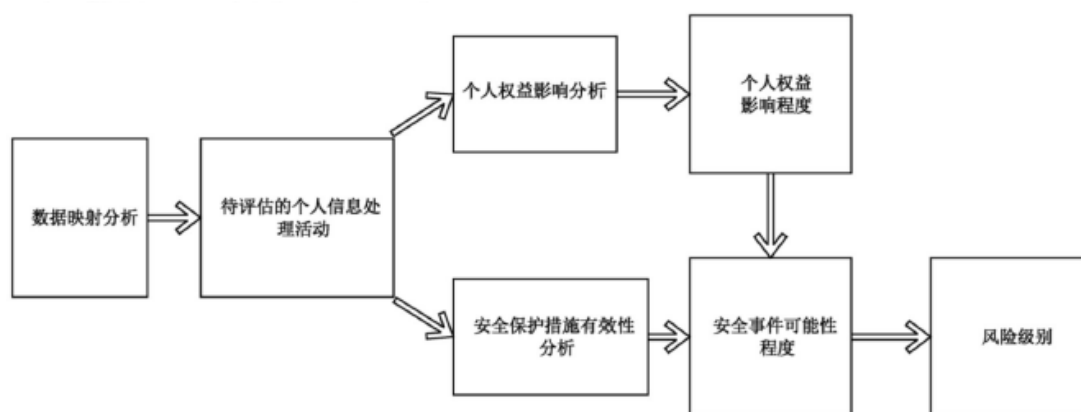 个人权益影响分析
个人权益
影响程度
数据映射分析
待评估的个人信息处
理活动
安全保护措施有效性
分析
安全事件可能性
程度
风险级别